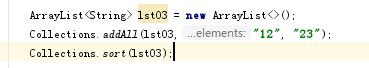 ArrayList<String> lst03 = new ArrayList<>();
Collections.addAll(lst03, ...elements: "12", "23");
Collections.sort(lst03);